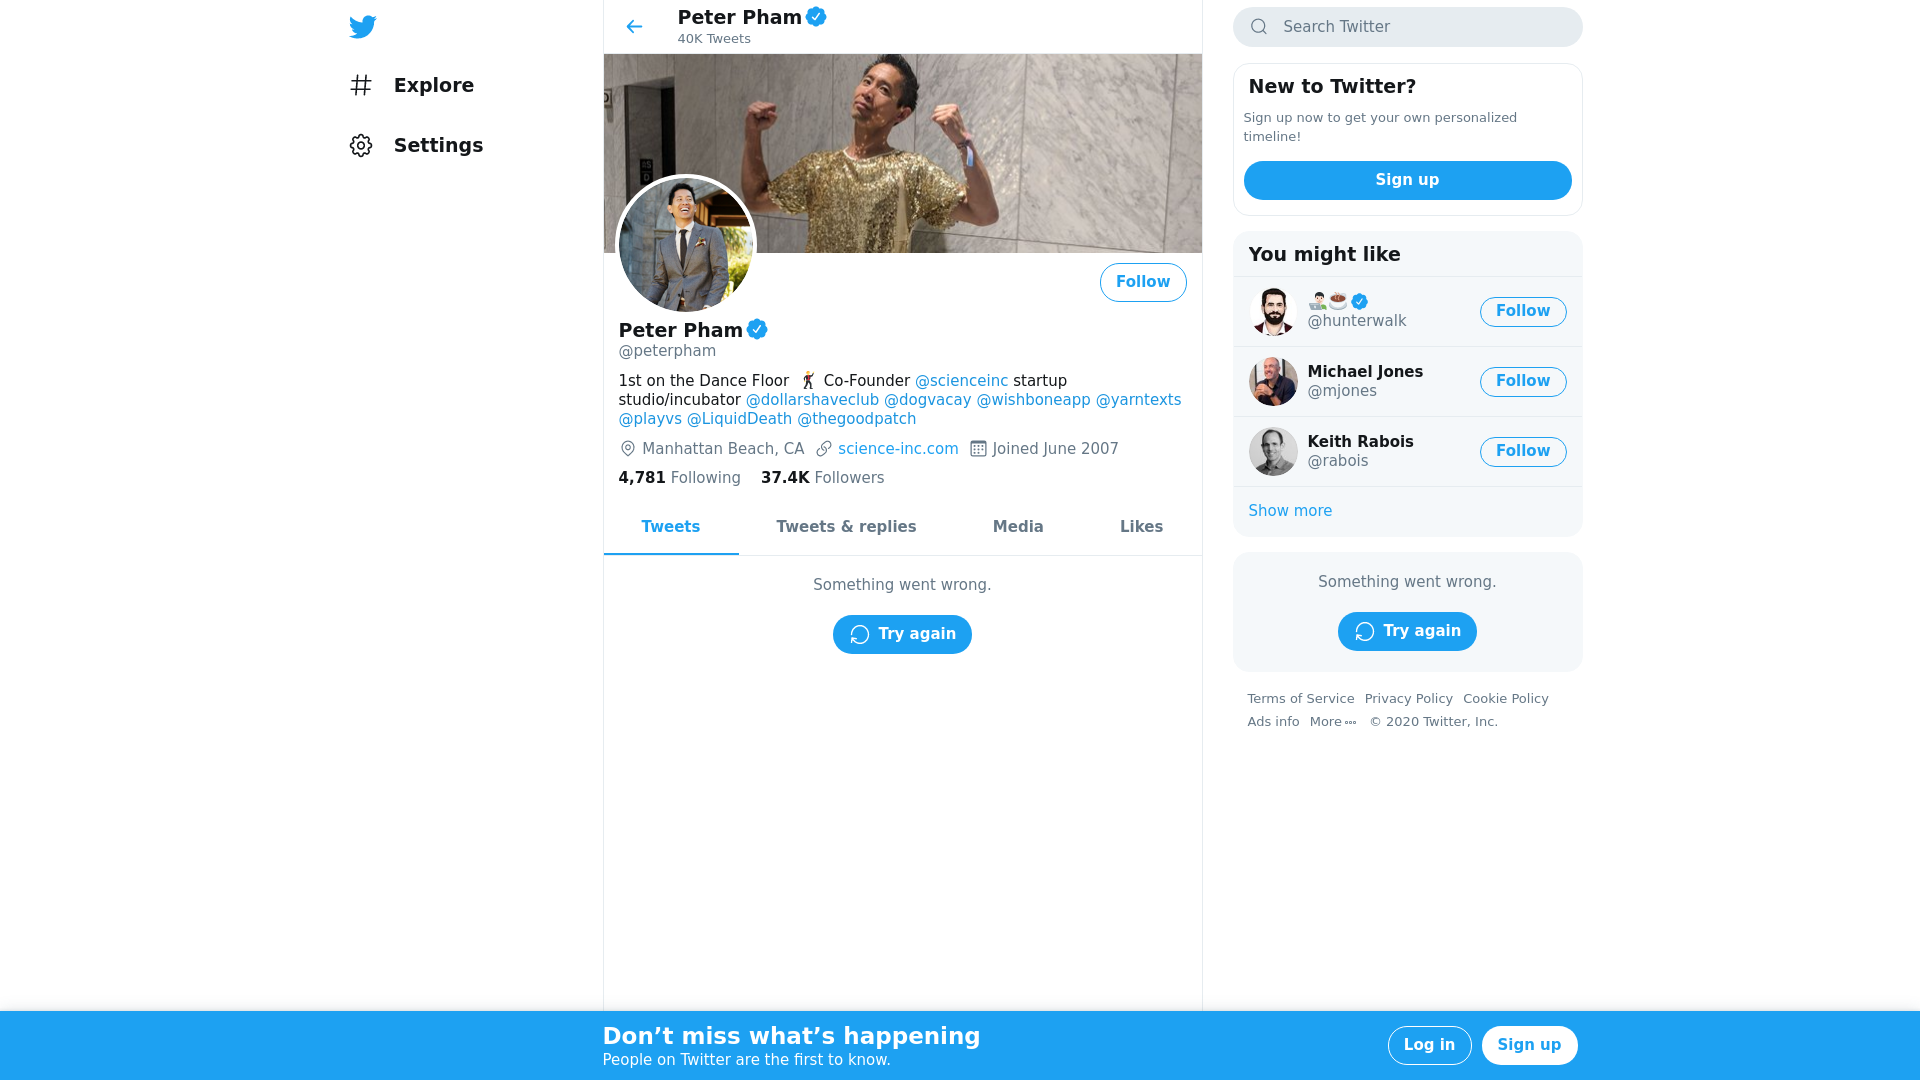 Explore
Settings
Peter Pham
40K Tweets
Follow
Peter Pham
@peterpham
1st on the Dance Floor 🕺🏻 Co-Founder @scienceinc startup
studio/incubator @dollarshaveclub @dogvacay @wishboneapp @yarntexts
@playvs @LiquidDeath @thegoodpatch
Manhattan Beach, CA science-inc.com Joined June 2007
4,781 Following 37.4K Followers
Tweets Tweets & replies Media Likes
Something went wrong.
Try again
Search Twitter
New to Twitter?
Sign up now to get your own personalized
timeline!
Sign up
You might like
👨🏻‍💻☕
@hunterwalk
Follow
Michael Jones
@mjones
Follow
Keith Rabois
@rabois
Follow
Show more
Something went wrong.
Try again
Terms of Service Privacy Policy Cookie Policy
Ads info More © 2020 Twitter, Inc.
Don’t miss what’s happening
People on Twitter are the first to know.
Log in Sign up